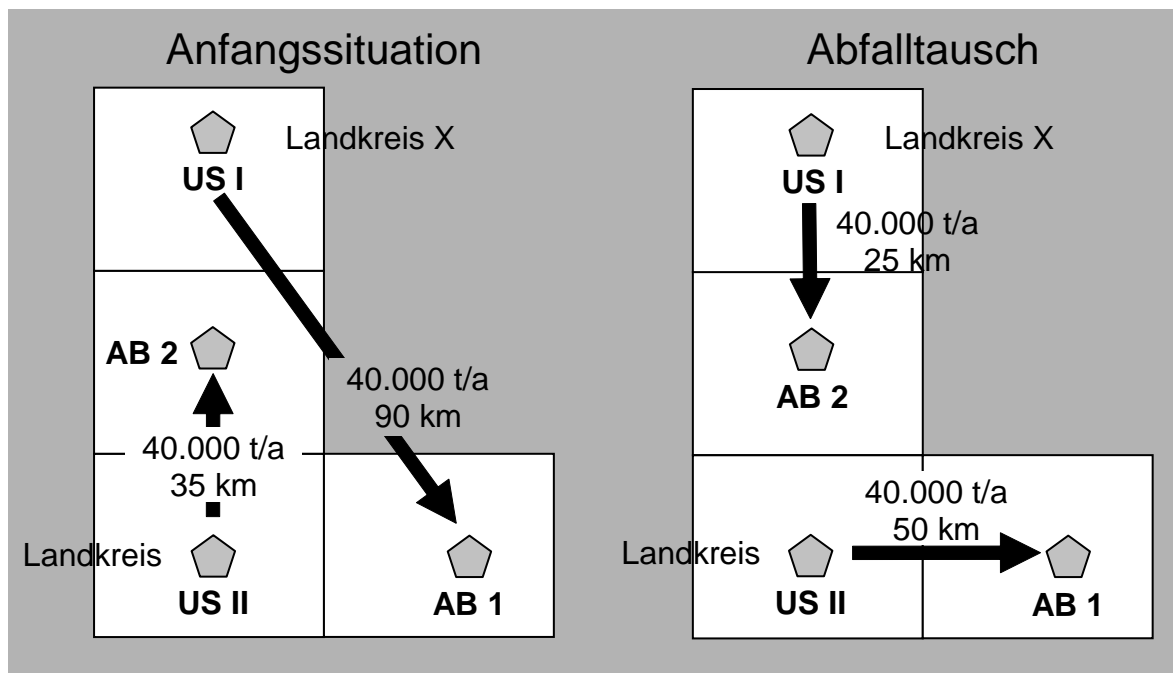 Anfangssituation
Landkreis X
US I
AB 2
40.000 t/a
90 km
40.000 t/a
35 km
Landkreis
US II
AB 1
Abfalltausch
Landkreis X
US I
40.000 t/a
25 km
AB 2
40.000 t/a
50 km
Landkreis
US II
AB 1